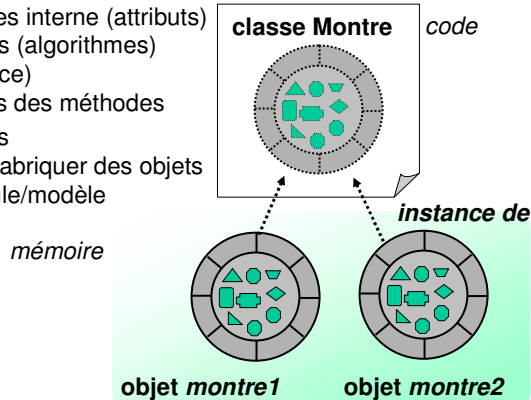 es interne (attributs)
s (algorithmes)
ce)
s des méthodes
s
abriquer des objets
le/modèle
classe Montre
code
instance de
mémoire
objet montre1
objet montre2